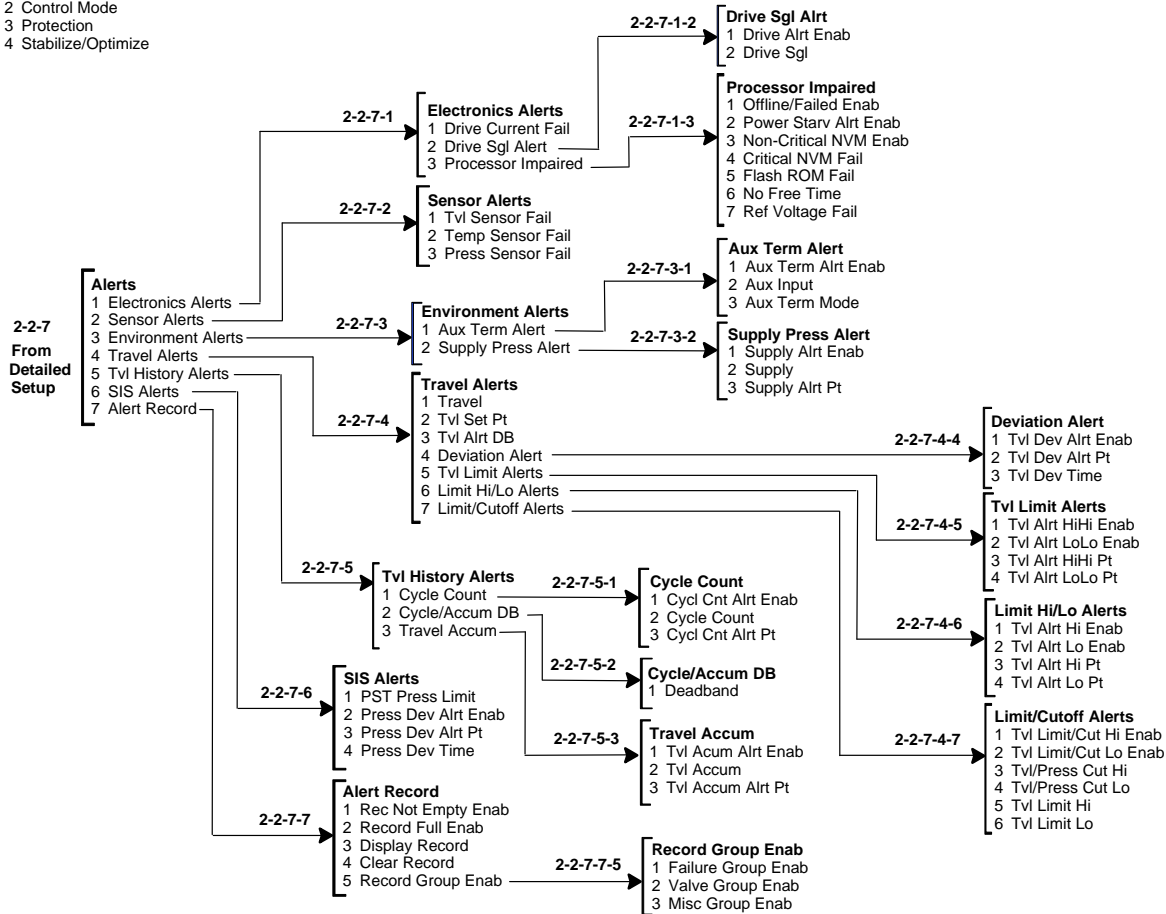 2 Control Mode
3 Protection
4 Stabilize/Optimize
2-2-7
From
Detailed
Setup
Alerts
1 Electronics Alerts
2 Sensor Alerts
3 Environment Alerts
4 Travel Alerts
5 Tvl History Alerts
6 SIS Alerts
7 Alert Record
2-2-7-1
Electronics Alerts
1 Drive Current Fail
2 Drive Sgl Alert
3 Processor Impaired
2-2-7-1-2
Drive Sgl Alrt
1 Drive Alrt Enab
2 Drive Sgl
2-2-7-1-3
Processor Impaired
1 Offline/Failed Enab
2 Power Starv Alrt Enab
3 Non-Critical NVM Enab
4 Critical NVM Fail
5 Flash ROM Fail
6 No Free Time
7 Ref Voltage Fail
2-2-7-2
Sensor Alerts
1 Tvl Sensor Fail
2 Temp Sensor Fail
3 Press Sensor Fail
2-2-7-3
Environment Alerts
1 Aux Term Alert
2 Supply Press Alert
2-2-7-3-1
Aux Term Alert
1 Aux Term Alrt Enab
2 Aux Input
3 Aux Term Mode
2-2-7-3-2
Supply Press Alert
1 Supply Alrt Enab
2 Supply
3 Supply Alrt Pt
2-2-7-4
Travel Alerts
1 Travel
2 Tvl Set Pt
3 Tvl Alrt DB
4 Deviation Alert
5 Tvl Limit Alerts
6 Limit Hi/Lo Alerts
7 Limit/Cutoff Alerts
2-2-7-4-4
Deviation Alert
1 Tvl Dev Alrt Enab
2 Tvl Dev Alrt Pt
3 Tvl Dev Time
2-2-7-4-5
Tvl Limit Alerts
1 Tvl Alrt HiHi Enab
2 Tvl Alrt LoLo Enab
3 Tvl Alrt HiHi Pt
4 Tvl Alrt LoLo Pt
2-2-7-4-6
Limit Hi/Lo Alerts
1 Tvl Alrt Hi Enab
2 Tvl Alrt Lo Enab
3 Tvl Alrt Hi Pt
4 Tvl Alrt Lo Pt
2-2-7-4-7
Limit/Cutoff Alerts
1 Tvl Limit/Cut Hi Enab
2 Tvl Limit/Cut Lo Enab
3 Tvl/Press Cut Hi
4 Tvl/Press Cut Lo
5 Tvl Limit Hi
6 Tvl Limit Lo
2-2-7-5
Tvl History Alerts
1 Cycle Count
2 Cycle/Accum DB
3 Travel Accum
2-2-7-5-1
Cycle Count
1 Cycl Cnt Alrt Enab
2 Cycle Count
3 Cycl Cnt Alrt Pt
2-2-7-5-2
Cycle/Accum DB
1 Deadband
2-2-7-5-3
Travel Accum
1 Tvl Acum Alrt Enab
2 Tvl Accum
3 Tvl Accum Alrt Pt
2-2-7-6
SIS Alerts
1 PST Press Limit
2 Press Dev Alrt Enab
3 Press Dev Alrt Pt
4 Press Dev Time
2-2-7-7
Alert Record
1 Rec Not Empty Enab
2 Record Full Enab
3 Display Record
4 Clear Record
5 Record Group Enab
2-2-7-7-5
Record Group Enab
1 Failure Group Enab
2 Valve Group Enab
3 Misc Group Enab